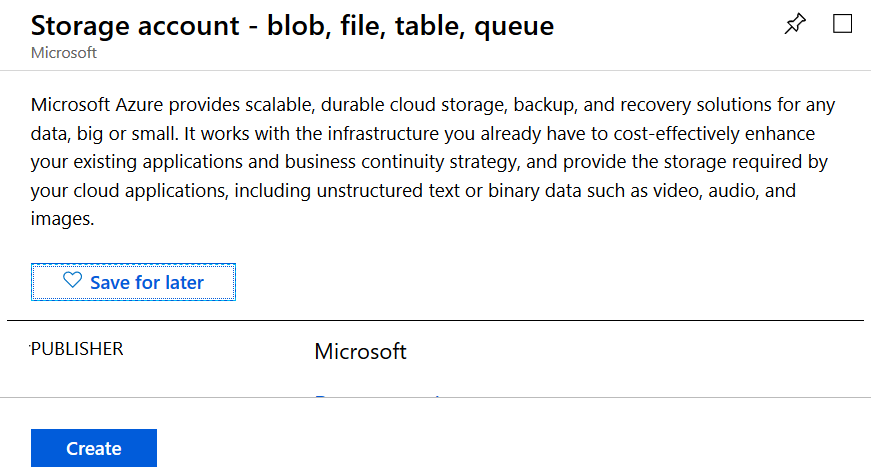 Storage account - blob, file, table, queue
Microsoft
Microsoft Azure provides scalable, durable cloud storage, backup, and recovery solutions for any
data, big or small. It works with the infrastructure you already have to cost-effectively enhance
your existing applications and business continuity strategy, and provide the storage required by
your cloud applications, including unstructured text or binary data such as video, audio, and
images.
Save for later
PUBLISHER Microsoft
Create